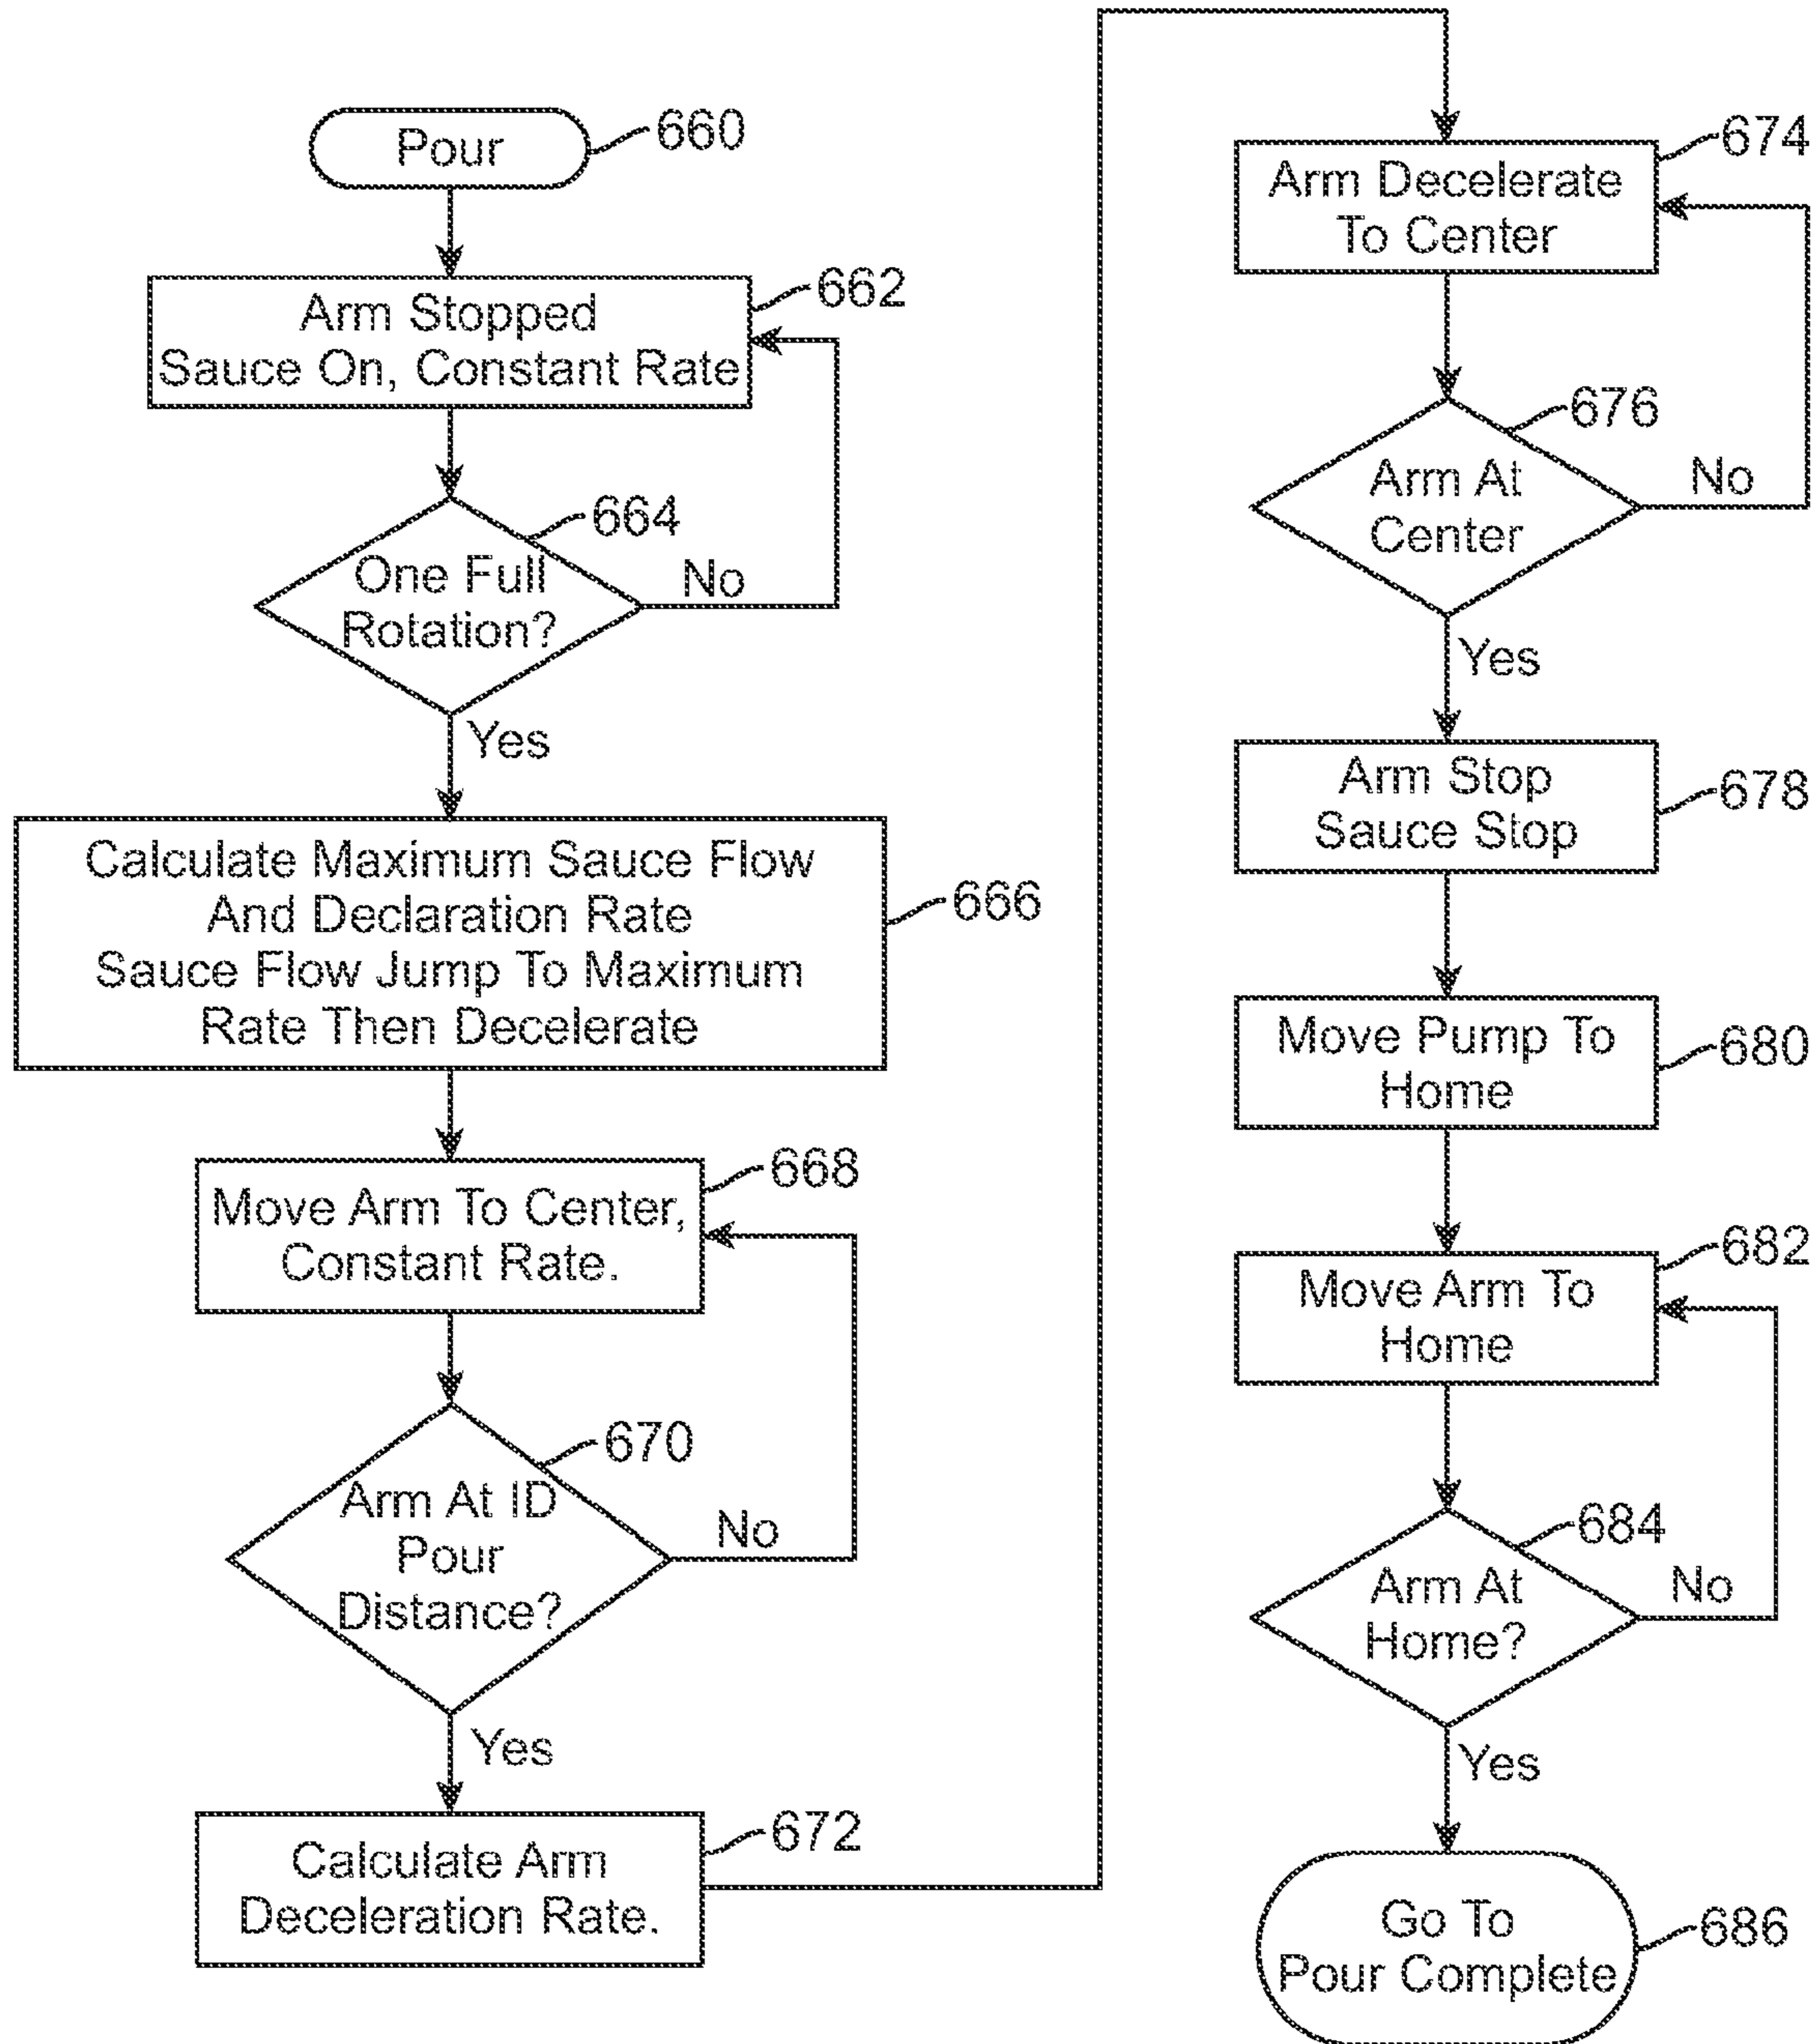 Pour
660
Arm Stopped
Sauce On, Constant Rate
662
One Full
Rotation?
664
No
Yes
Calculate Maximum Sauce Flow
And Declaration Rate
Sauce Flow Jump To Maximum
Rate Then Decelerate
666
Move Arm To Center,
Constant Rate.
668
Arm At ID
Pour
Distance?
670
No
Yes
Calculate Arm
Deceleration Rate.
672
Arm Decelerate
To Center
674
Arm At
Center
676
No
Yes
Arm Stop
Sauce Stop
678
Move Pump To
Home
680
Move Arm To
Home
682
Arm At
Home?
684
No
Yes
Go To
Pour Complete
686